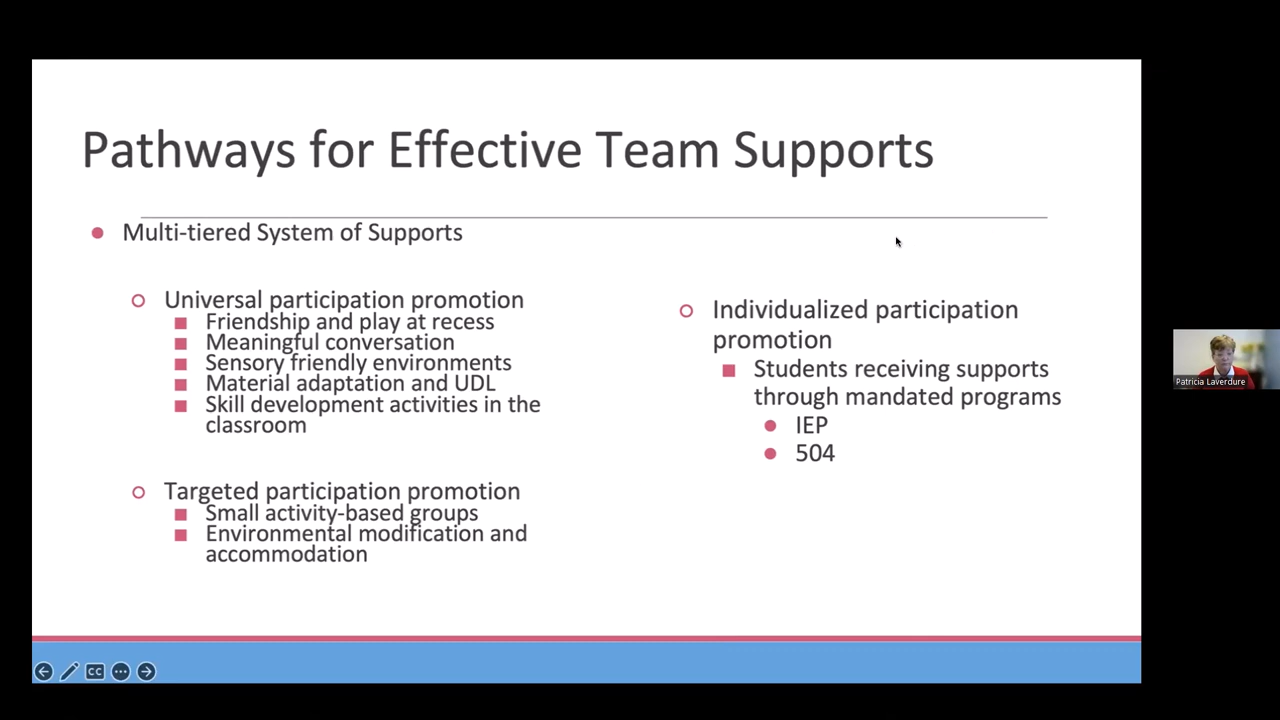 Pathways for Effective Team Supports
Multi-tiered System of Supports
Universal participation promotion
Friendship and play at recess
Meaningful conversation
Sensory friendly environments
Material adaptation and UDL
Skill development activities in the
classroom
Targeted participation promotion
Small activity-based groups
Environmental modification and
accommodation
Individualized participation
promotion
Students receiving supports
through mandated programs
IEP
504
CC
Patricia Laverdure